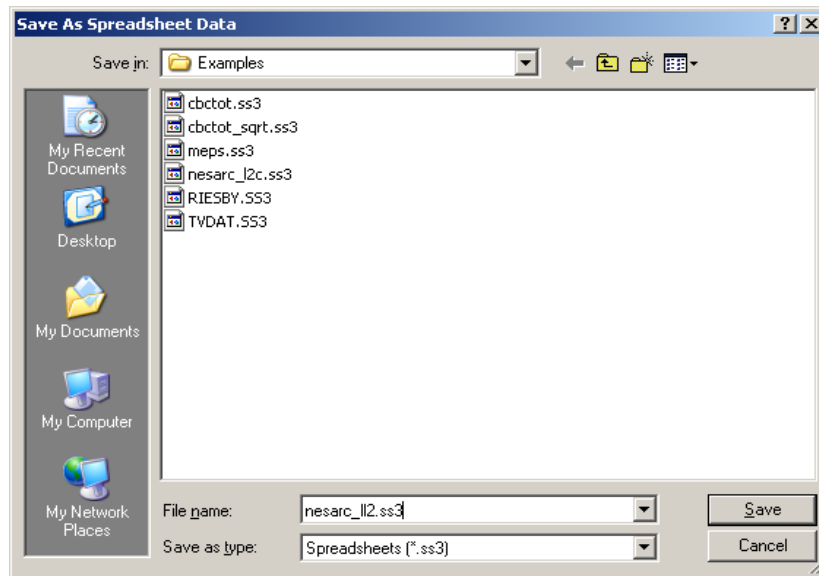 Save As Spreadsheet Data
Save in:
Examples
My Recent
Documents
Desktop
My Documents
My Computer
My Network
Places
cbctot.ss3
cbctot_sqrt.ss3
meps.ss3
nesarc_l2c.ss3
RIESBY.SS3
TVDAT.SS3
File name:
nesarc_ll2.ss3
Save
Save as type:
Spreadsheets (*.ss3)
Cancel